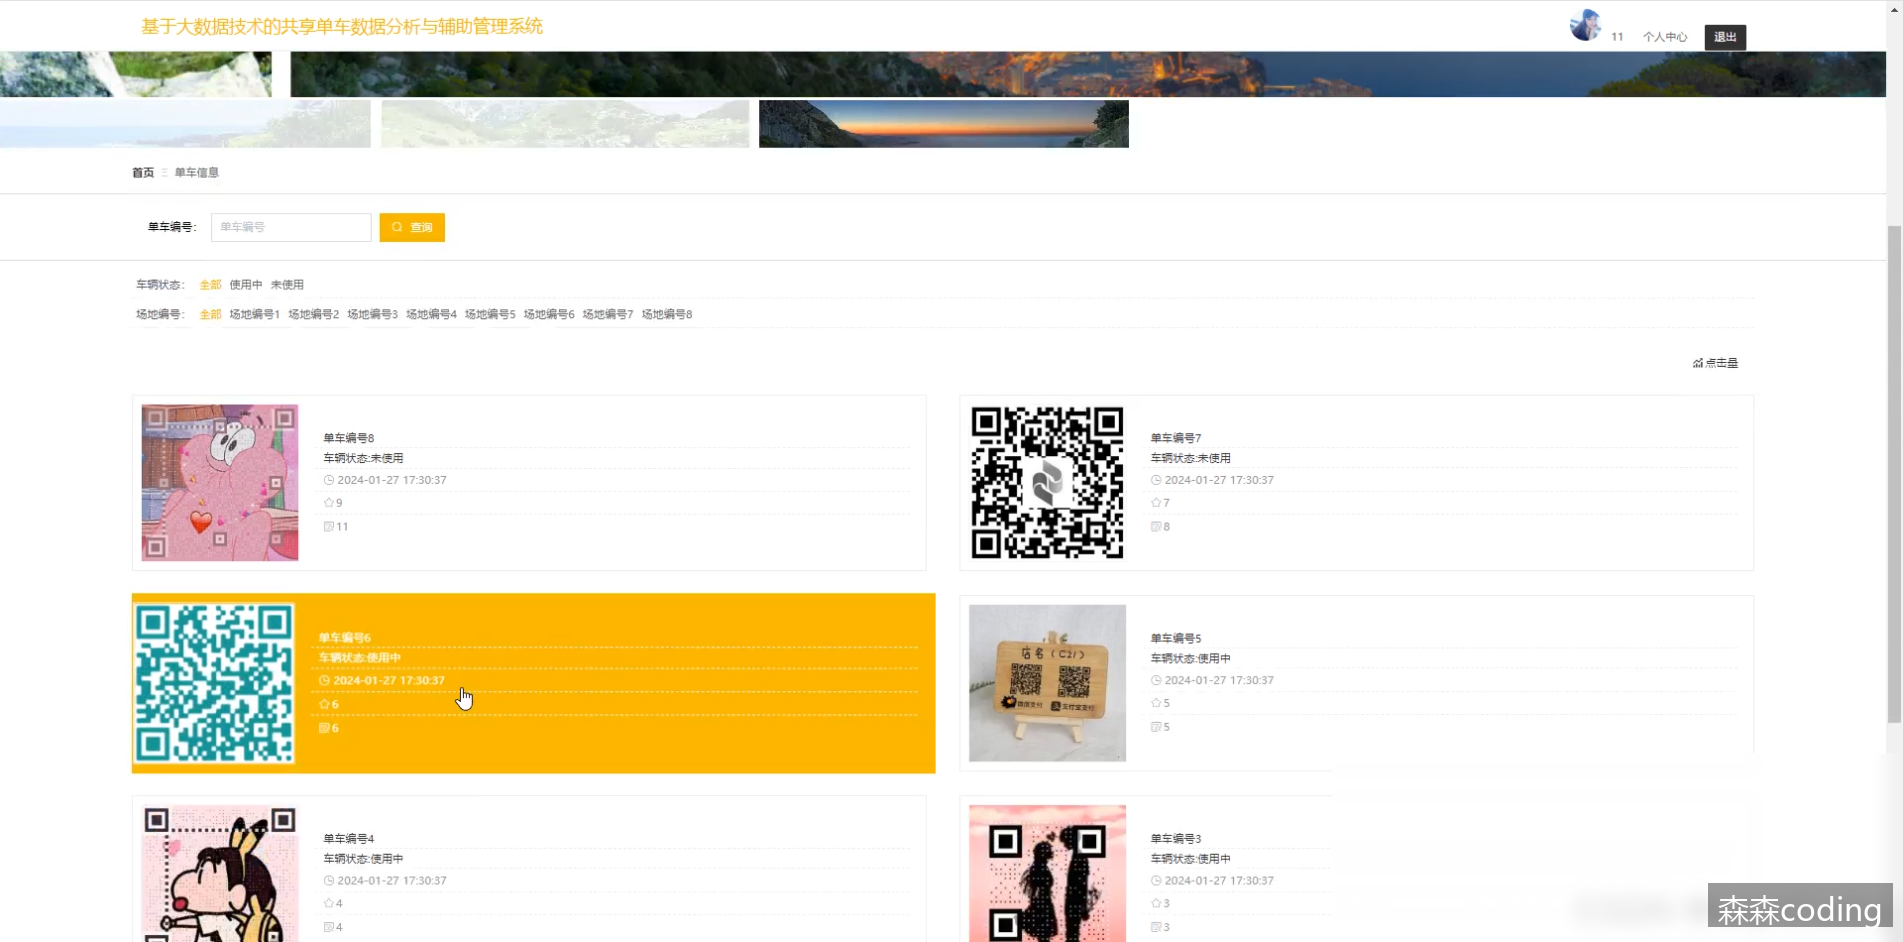 基于大数据技术的共享单车数据分析与辅助管理系统
11 个人中心 退出
首页 单车信息
单车编号: 单车编号 查询
车辆状态: 全部 使用中 未使用
场地编号: 全部 场地编号1 场地编号2 场地编号3 场地编号4 场地编号5 场地编号6 场地编号7 场地编号8
点击量
单车编号8
车辆状态:未使用
2024-01-27 17:30:37
9
11
单车编号7
车辆状态:未使用
2024-01-27 17:30:37
7
8
单车编号6
车辆状态:使用中
2024-01-27 17:30:37
6
6
店名(C21)
微信支付 支付宝支付
单车编号5
车辆状态:使用中
2024-01-27 17:30:37
5
5
单车编号4
车辆状态:使用中
2024-01-27 17:30:37
4
4
单车编号3
车辆状态:使用中
2024-01-27 17:30:37
3
3
森森coding